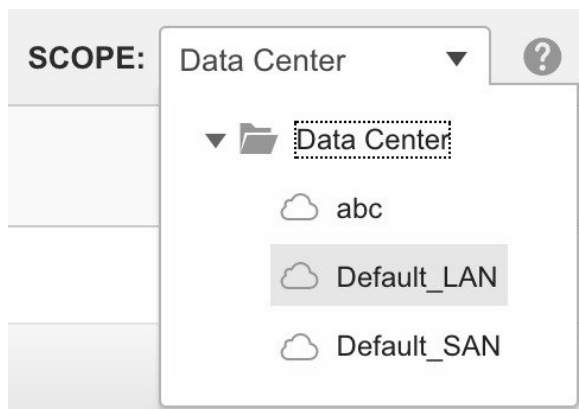 SCOPE: Data Center ?
Data Center
abc
Default_LAN
Default_SAN